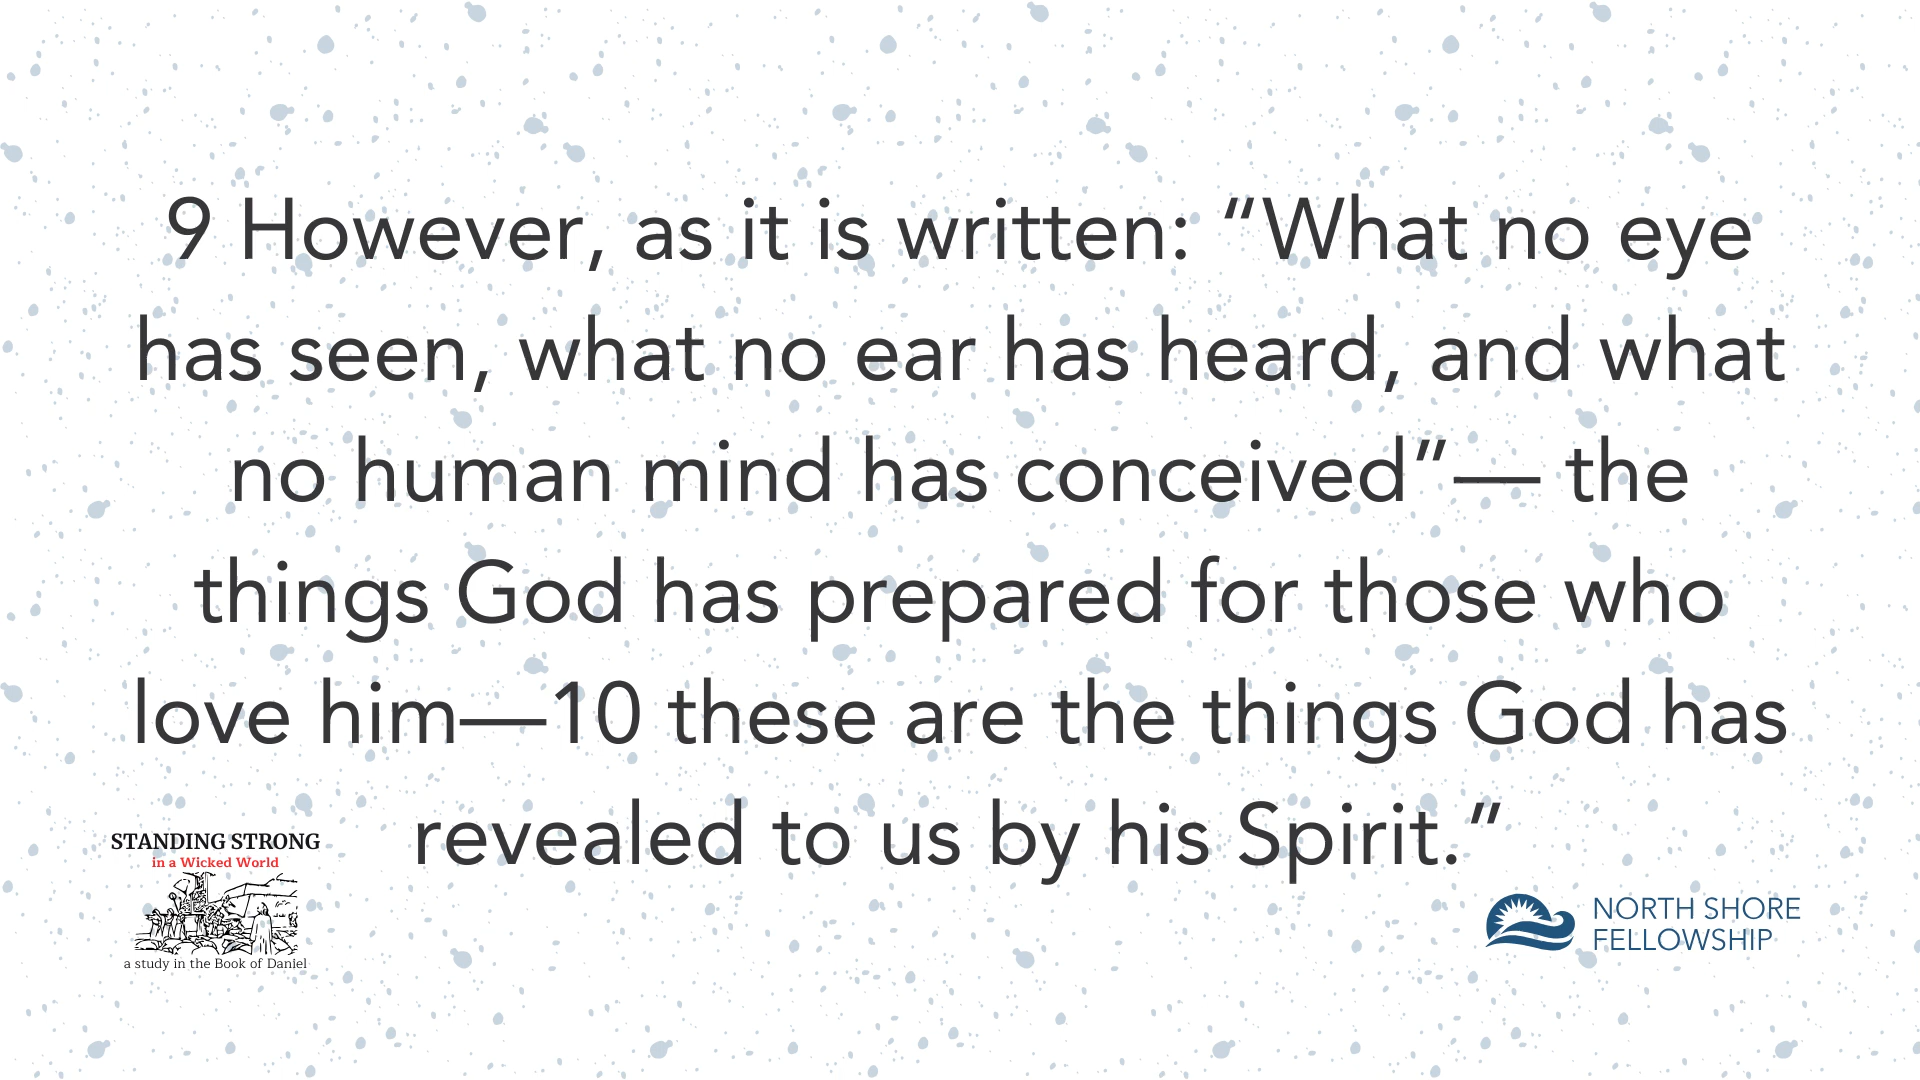 9 However, as it is written: “What no eye
has seen, what no ear has heard, and what
no human mind has conceived”— the
things God has prepared for those who
love him—10 these are the things God has
revealed to us by his Spirit.”
STANDING STRONG
in a Wicked World
a study in the Book of Daniel
NORTH SHORE
FELLOWSHIP